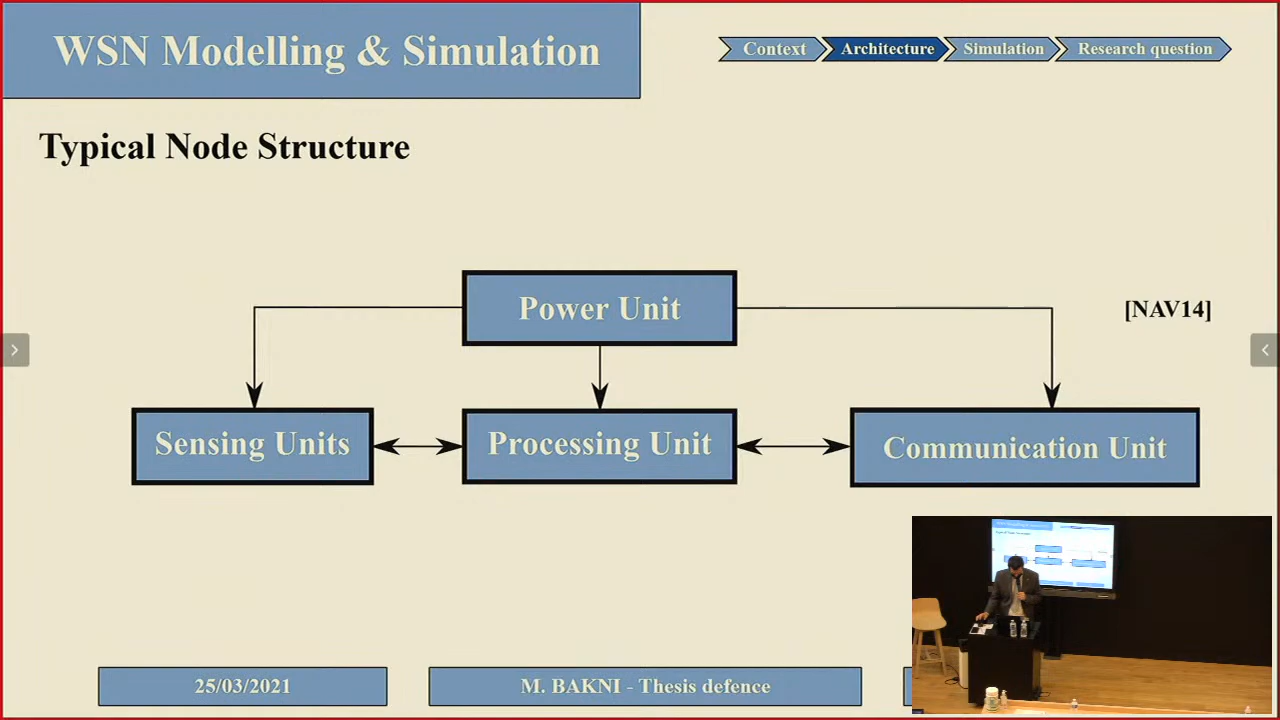 WSN Modelling & Simulation
Context
Architecture
Simulation
Research question
Typical Node Structure
Power Unit
[NAV14]
Sensing Units
Processing Unit
Communication Unit
25/03/2021
M. BAKNI - Thesis defence